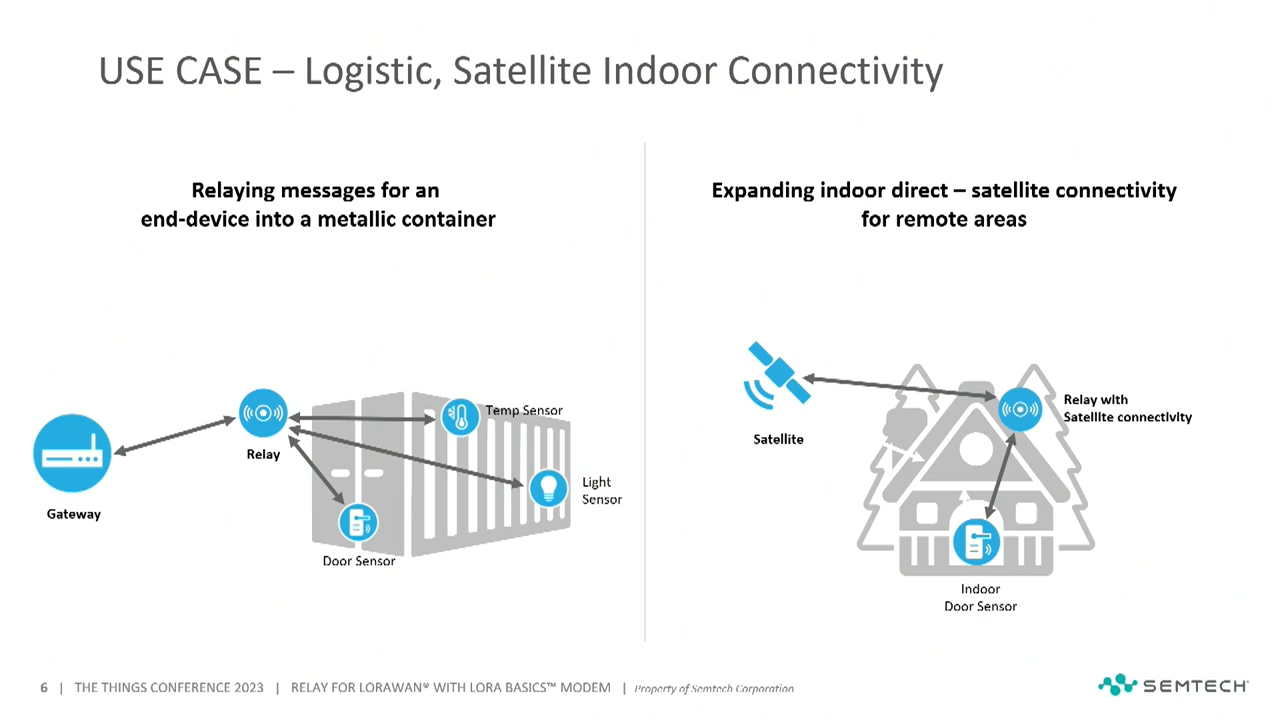 USE CASE – Logistic, Satellite Indoor Connectivity
Relaying messages for an
end-device into a metallic container
Expanding indoor direct – satellite connectivity
for remote areas
Gateway
Relay
Temp Sensor
Light
Sensor
Door Sensor
Satellite
Relay with
Satellite connectivity
Indoor
Door Sensor
6 | THE THINGS CONFERENCE 2023 | RELAY FOR LORAWAN® WITH LORA BASICS™ MODEM | Property of Semtech Corporation
SEMTECH